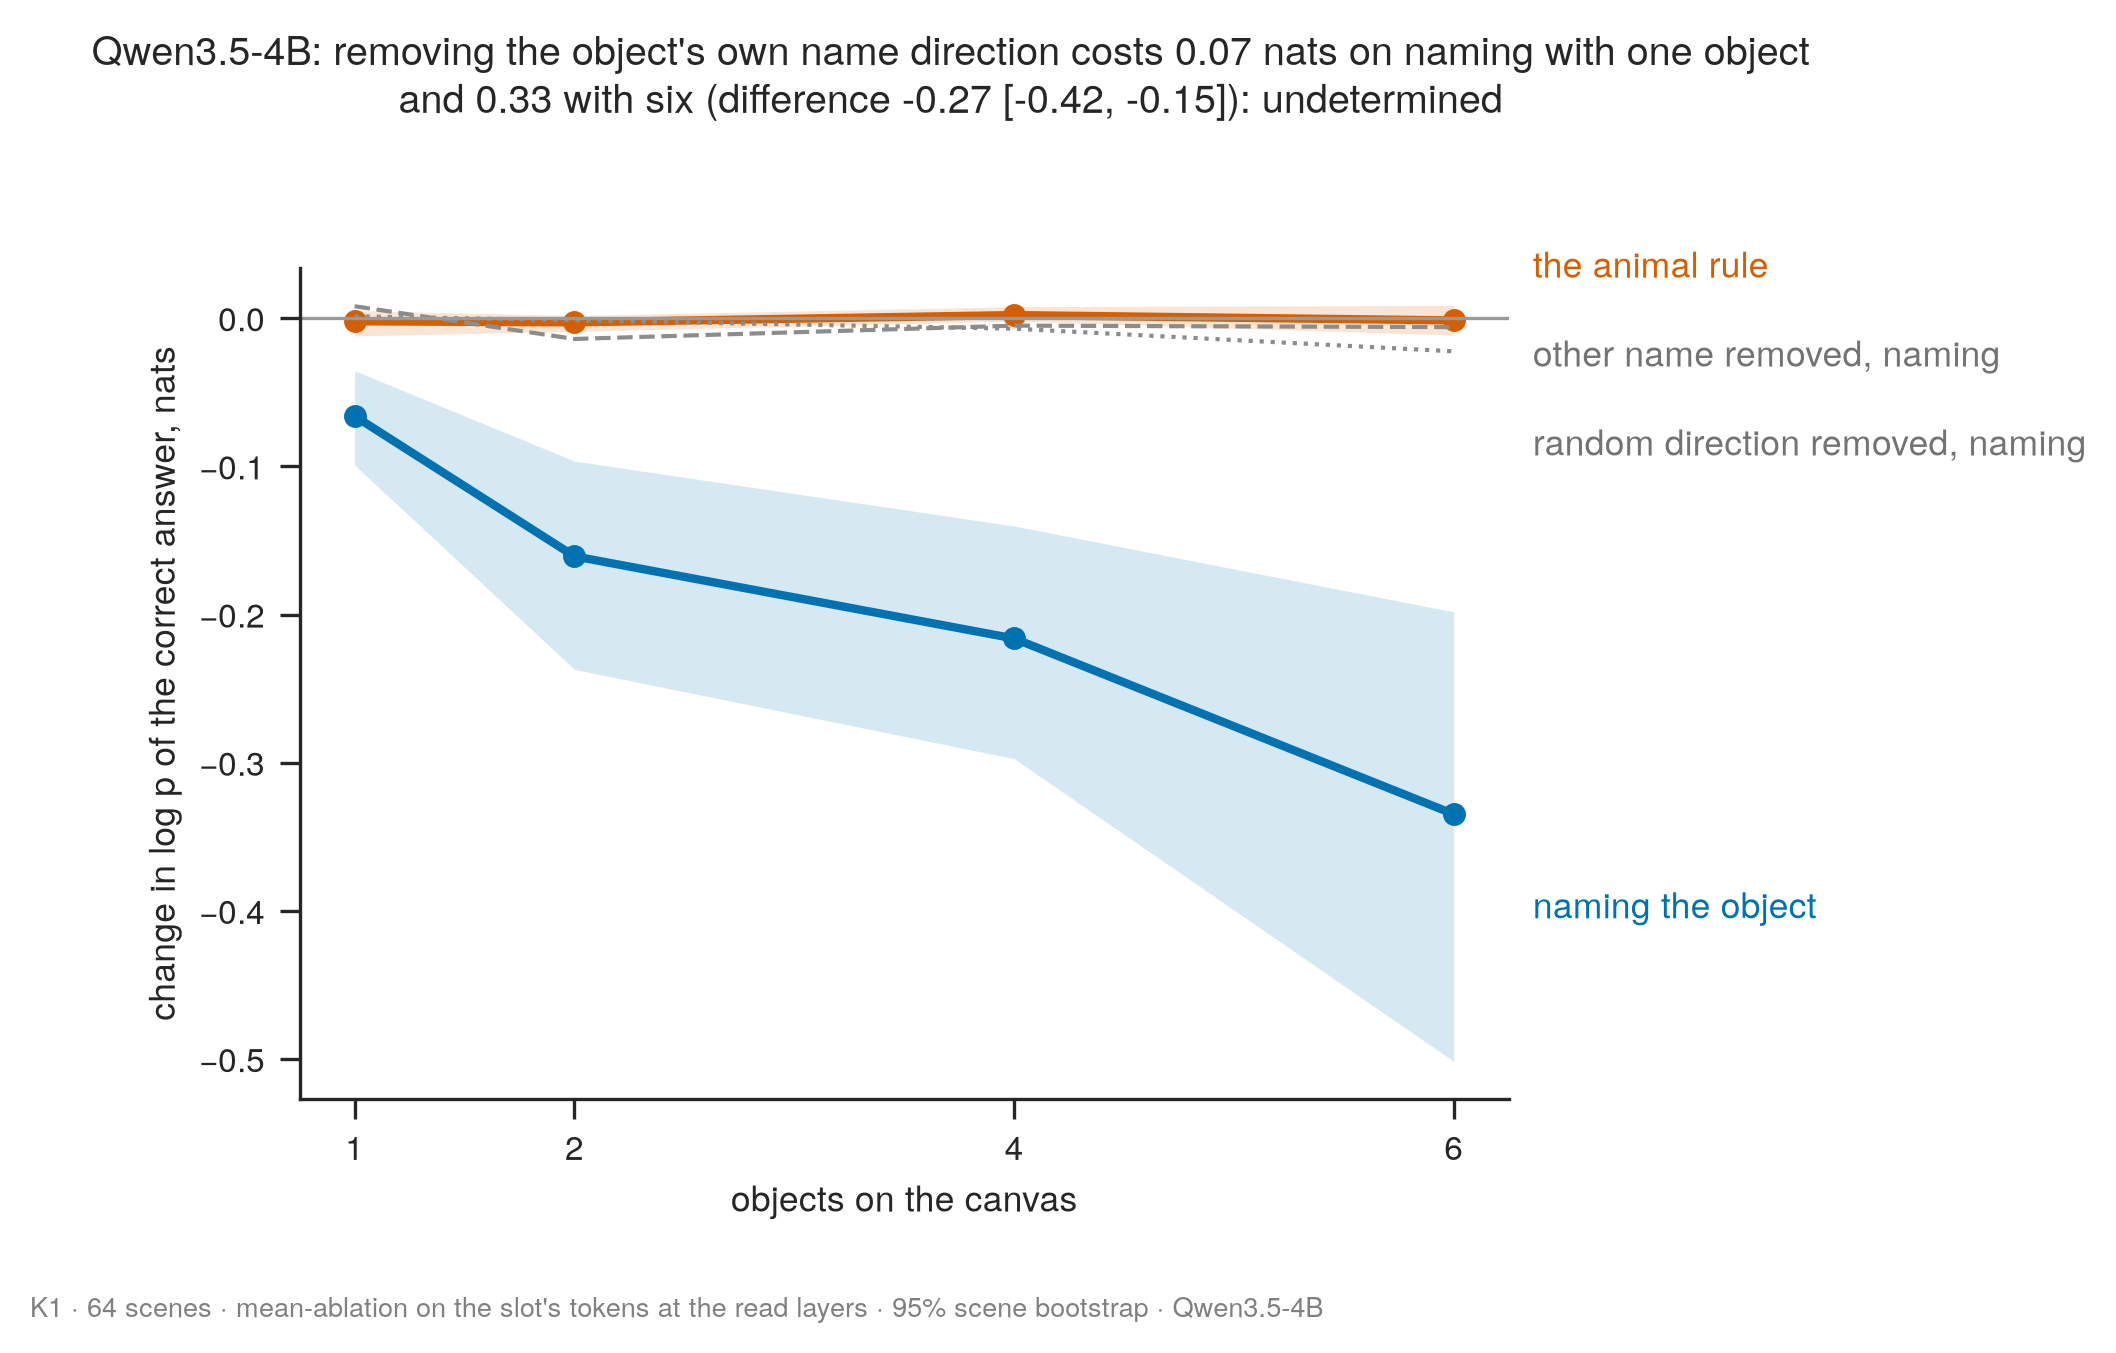 Qwen3.5-4B: removing the object's own name direction costs 0.07 nats on naming with one object
and 0.33 with six (difference -0.27 [-0.42, -0.15]): undetermined
the animal rule
other name removed, naming
random direction removed, naming
naming the object
change in log p of the correct answer, nats
0.0
−0.1
−0.2
−0.3
−0.4
−0.5
1
2
4
6
objects on the canvas
K1 · 64 scenes · mean-ablation on the slot's tokens at the read layers · 95% scene bootstrap · Qwen3.5-4B